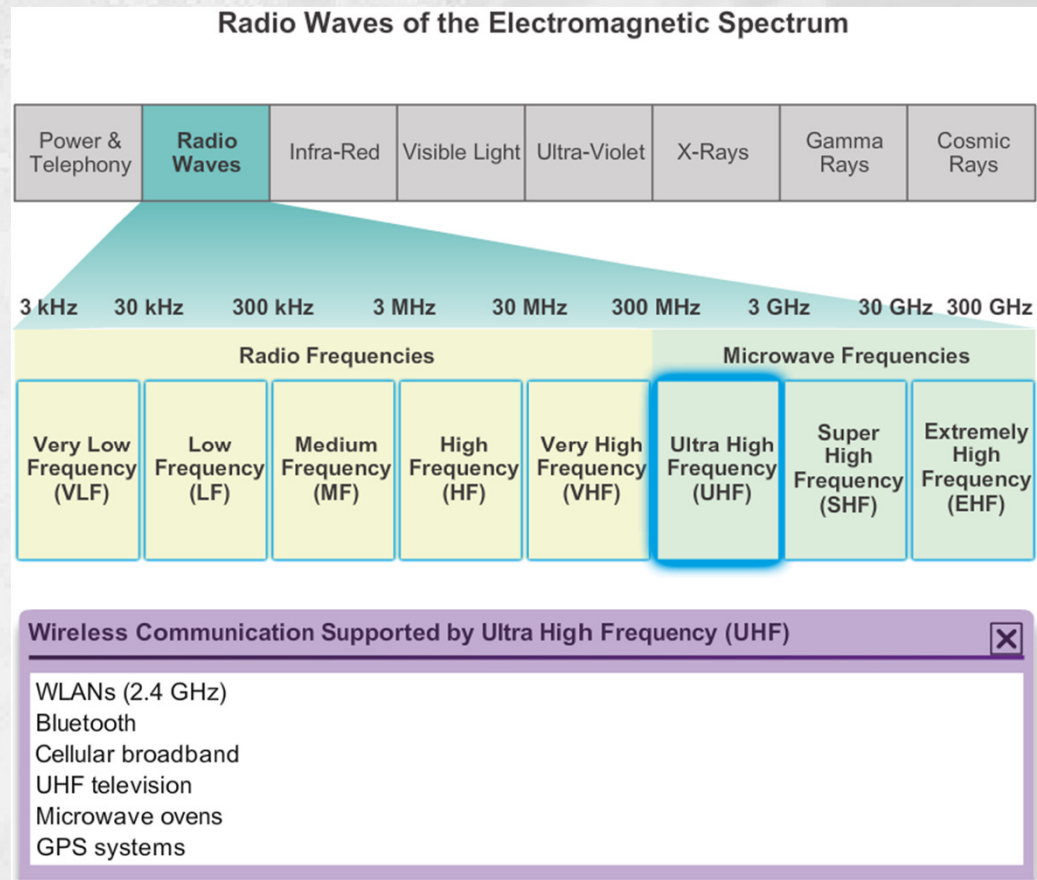 Radio Waves of the Electromagnetic Spectrum
Power &
Telephony
Radio
Waves
Infra-Red
Visible Light
Ultra-Violet
X-Rays
Gamma
Rays
Cosmic
Rays
3 kHz 30 kHz 300 kHz 3 MHz 30 MHz 300 MHz 3 GHz 30 GHz 300 GHz
Radio Frequencies
Microwave Frequencies
Very Low
Frequency
(VLF)
Low
Frequency
(LF)
Medium
Frequency
(MF)
High
Frequency
(HF)
Very High
Frequency
(VHF)
Ultra High
Frequency
(UHF)
Super
High
Frequency
(SHF)
Extremely
High
Frequency
(EHF)
Wireless Communication Supported by Ultra High Frequency (UHF)
WLANs (2.4 GHz)
Bluetooth
Cellular broadband
UHF television
Microwave ovens
GPS systems